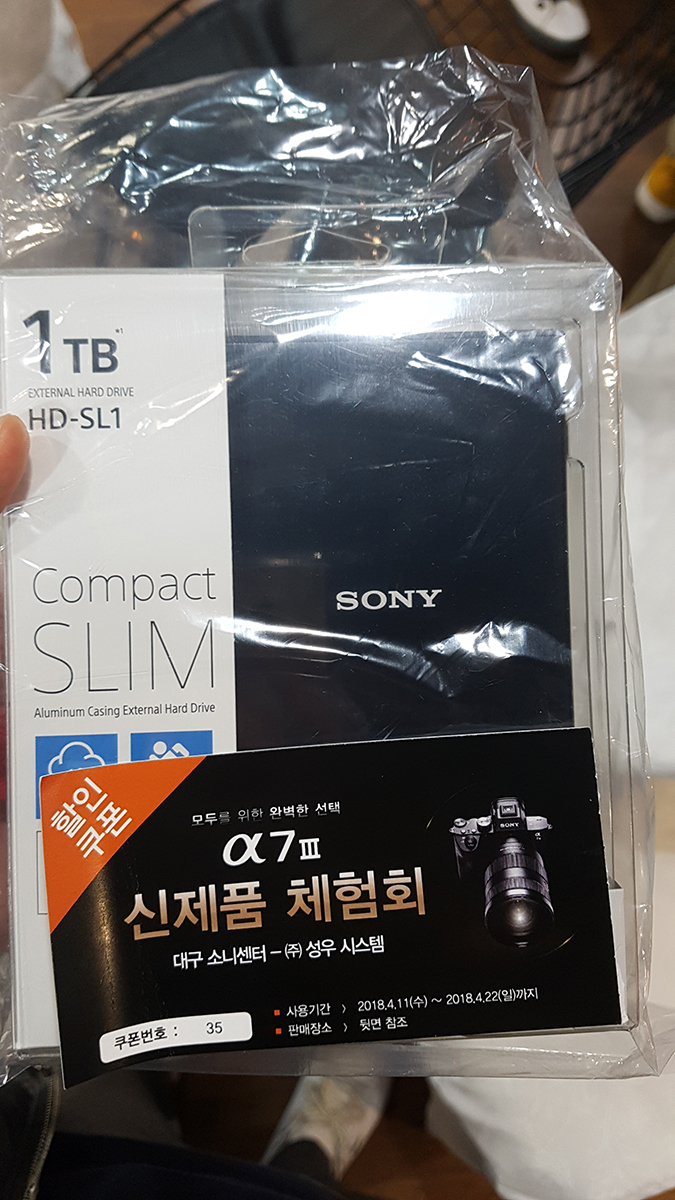 1 TB *1
EXTERNAL HARD DRIVE
HD-SL1
SONY
Compact
SLIM
Aluminum Casing External Hard Drive
할인
쿠폰
모두를 위한 완벽한 선택
α7III
신제품 체험회
대구 소니센터 – ㈜ 성우 시스템
SONY
쿠폰번호 : 35
■ 사용기간 > 2018.4.11(수) ~ 2018.4.22(일)까지
■ 판매장소 > 뒷면 참조